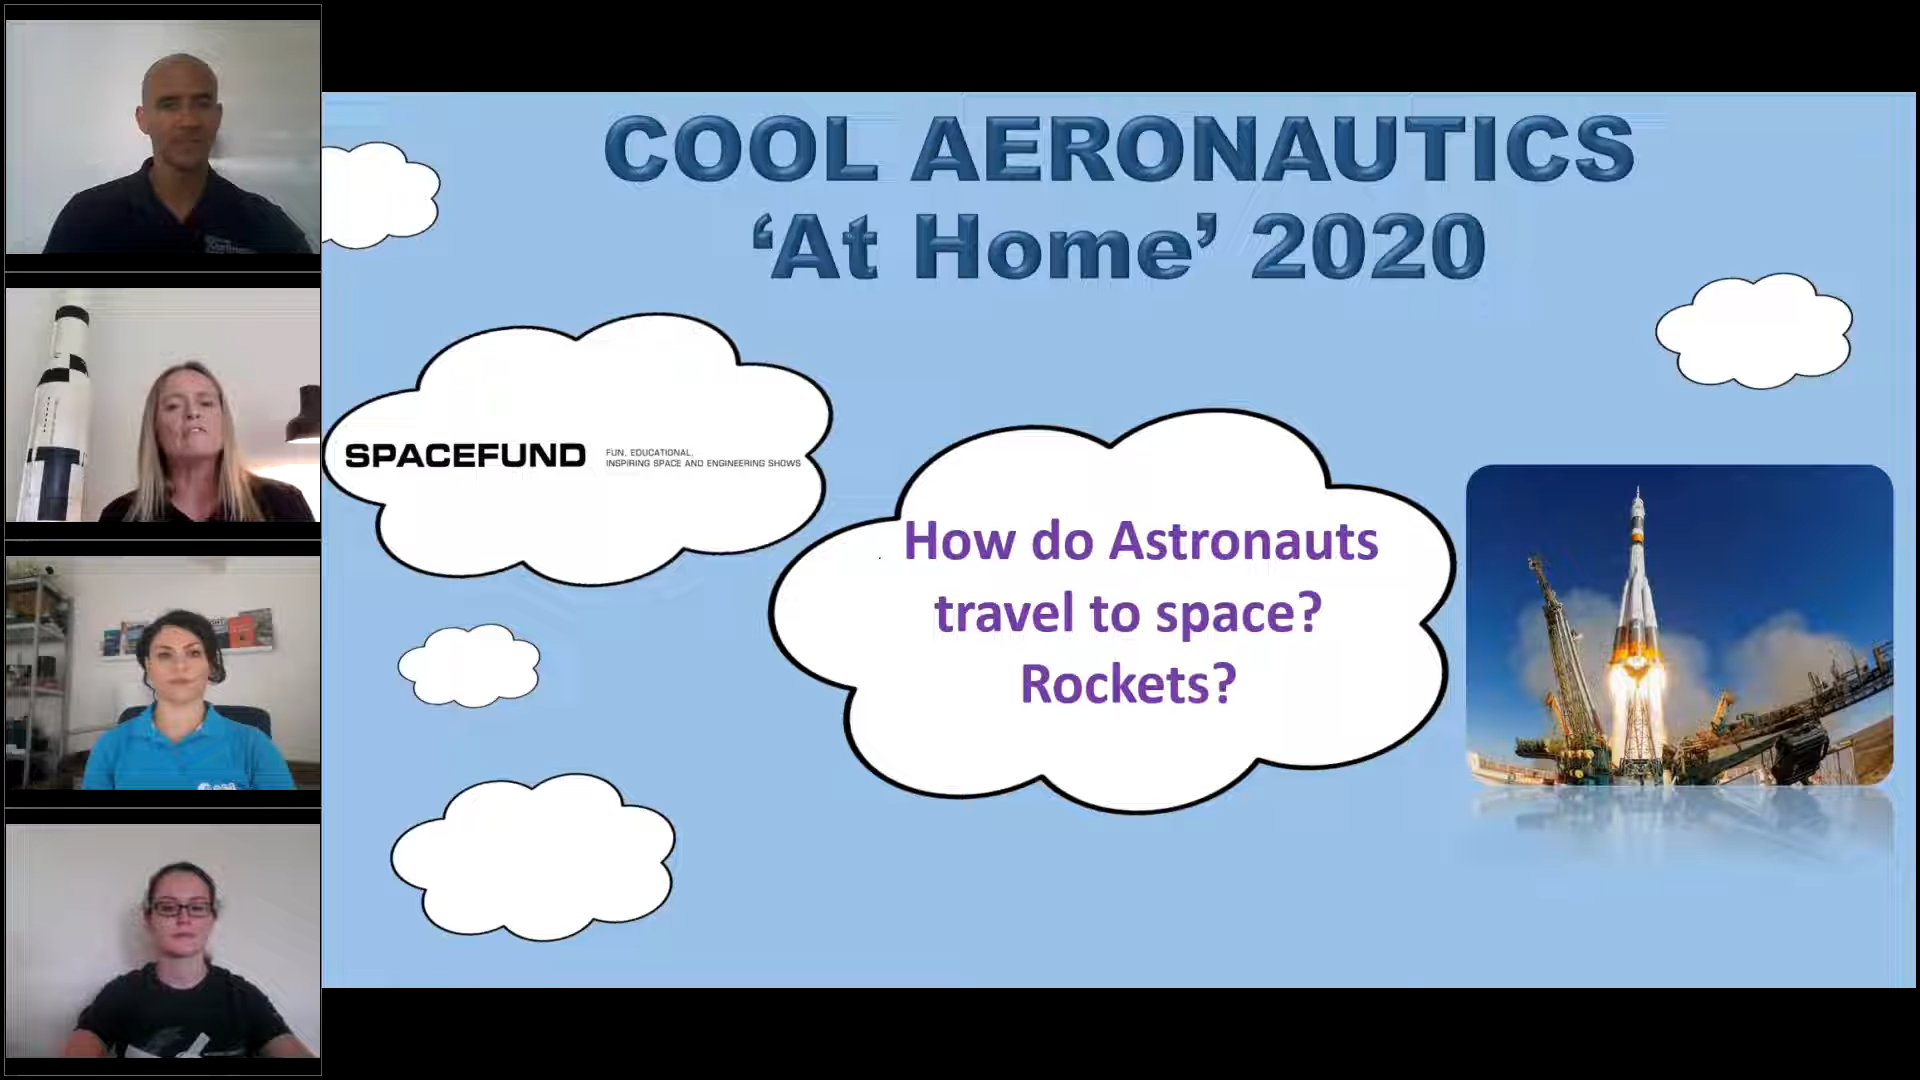 COOL AERONAUTICS
‘At Home’ 2020
SPACEFUND
FUN, EDUCATIONAL,
INSPIRING SPACE AND ENGINEERING SHOWS
How do Astronauts
travel to space?
Rockets?
esa